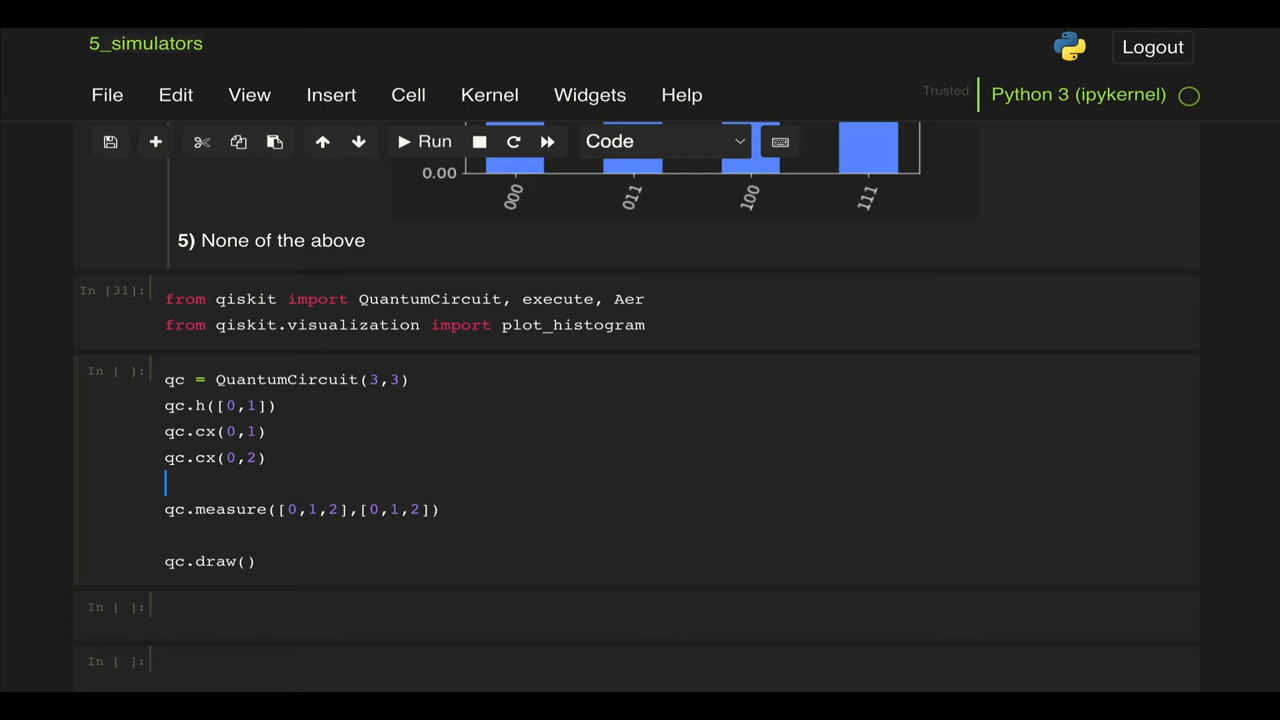 5_simulators
Logout
File Edit View Insert Cell Kernel Widgets Help
Trusted
Python 3 (ipykernel)
Run
Code
0.00
000
011
100
111
5) None of the above
In [31]:
from qiskit import QuantumCircuit, execute, Aer
from qiskit.visualization import plot_histogram
In [ ]:
qc = QuantumCircuit(3,3)
qc.h([0,1])
qc.cx(0,1)
qc.cx(0,2)
qc.measure([0,1,2],[0,1,2])
qc.draw()
In [ ]:
In [ ]: